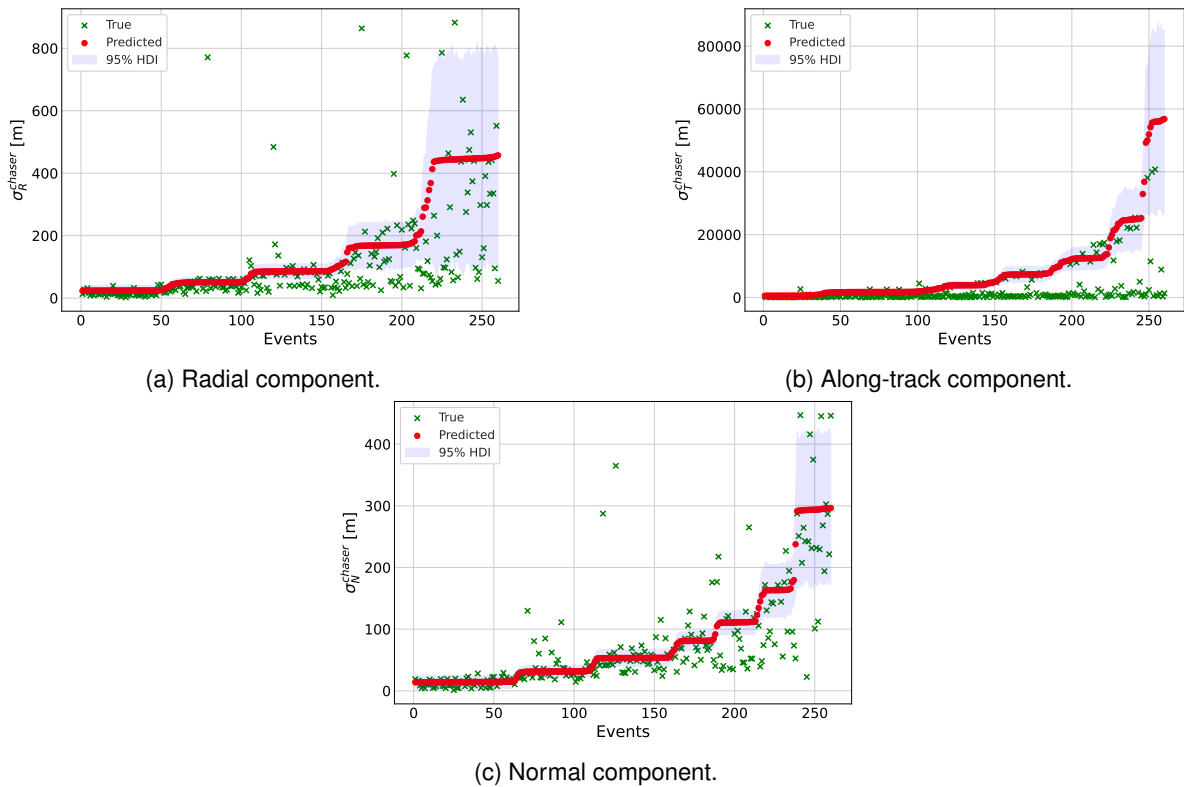 True
Predicted
95% HDI
800
600
400
200
0
σ_R^chaser [m]
0 50 100 150 200 250
Events
(a) Radial component.
True
Predicted
95% HDI
80000
60000
40000
20000
0
σ_T^chaser [m]
0 50 100 150 200 250
Events
(b) Along-track component.
True
Predicted
95% HDI
400
300
200
100
0
σ_N^chaser [m]
0 50 100 150 200 250
Events
(c) Normal component.